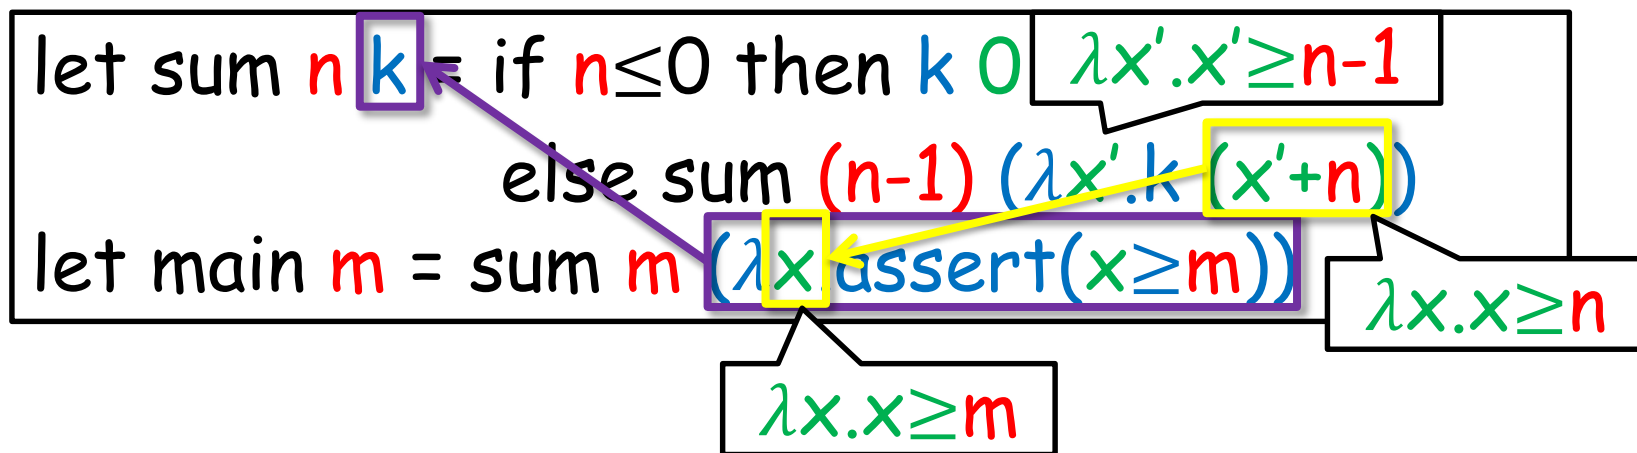 let sum n k = if n≤0 then k 0
λx′.x′≥n-1
else sum (n-1) (λx′.k (x′+n))
let main m = sum m (λx.assert(x≥m))
λx.x≥n
λx.x≥m